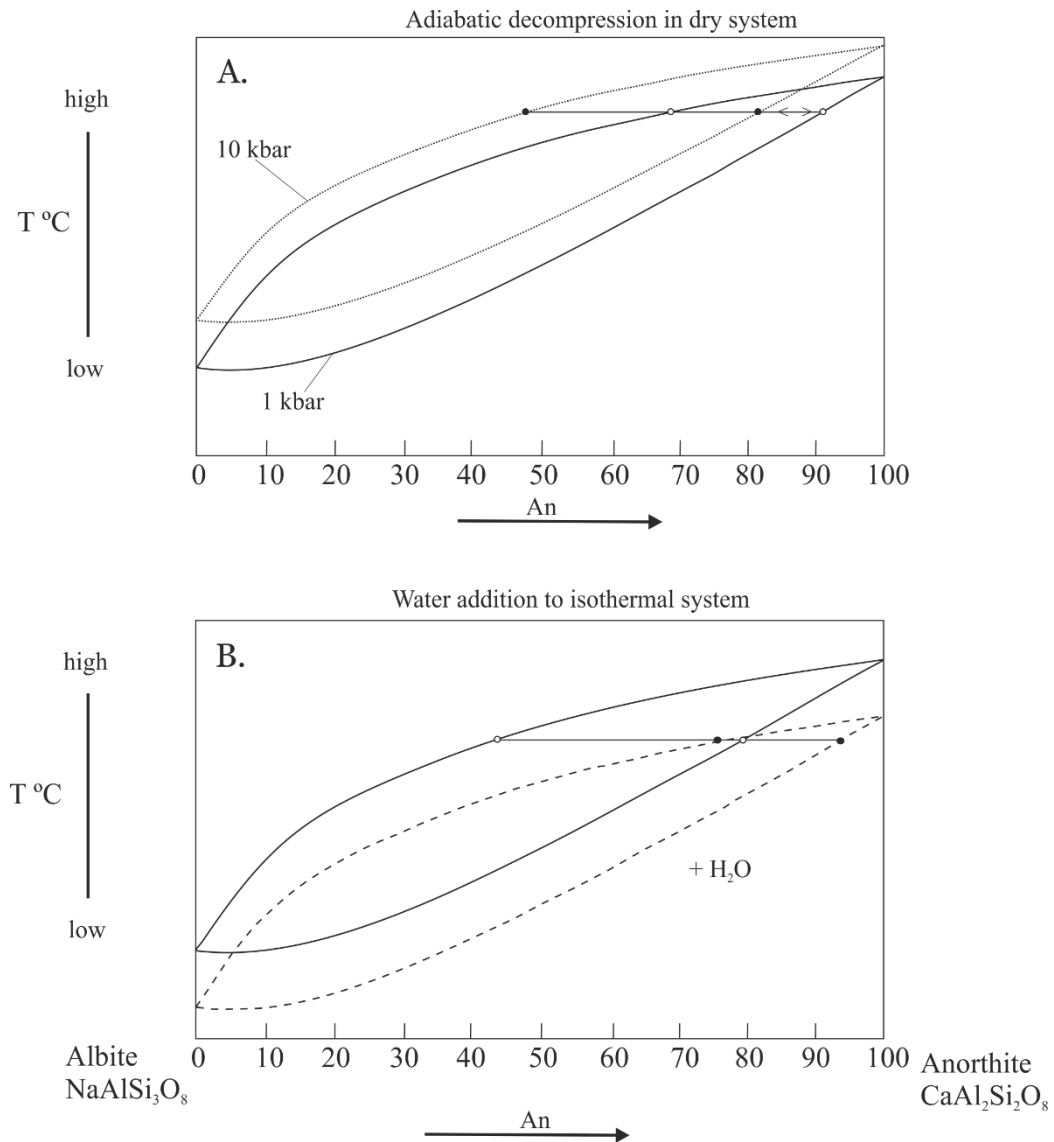 Adiabatic decompression in dry system
A.
high
10 kbar
T ºC
low
1 kbar
0 10 20 30 40 50 60 70 80 90 100
An
Water addition to isothermal system
B.
high
T ºC
+ H₂O
low
0 10 20 30 40 50 60 70 80 90 100
Albite
NaAlSi₃O₈
Anorthite
CaAl₂Si₂O₈
An